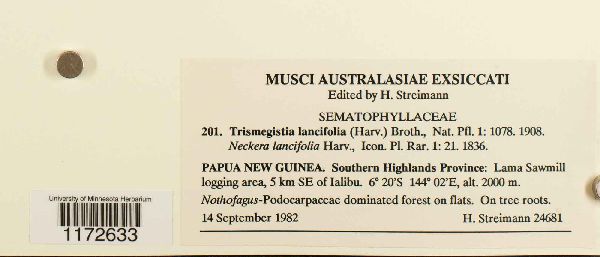 MUSCI AUSTRALASIAE EXSICCATI
Edited by H. Streimann
SEMATOPHYLLACEAE
201. Trismegistia lancifolia (Harv.) Broth., Nat. Pfl. 1: 1078. 1908.
Neckera lancifolia Harv., Icon. Pl. Rar. 1: 21. 1836.
PAPUA NEW GUINEA. Southern Highlands Province: Lama Sawmill
logging area, 5 km SE of Ialibu. 6° 20'S 144° 02'E, alt. 2000 m.
Nothofagus-Podocarpaceae dominated forest on flats. On tree roots.
14 September 1982 H. Streimann 24681
University of Minnesota Herbarium
1172633